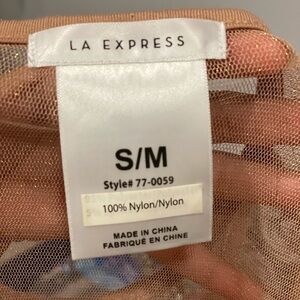 LA EXPRESS
S/M
Style# 77-0059
100% Nylon/Nylon
MADE IN CHINA
FABRIQUÉ EN CHINE